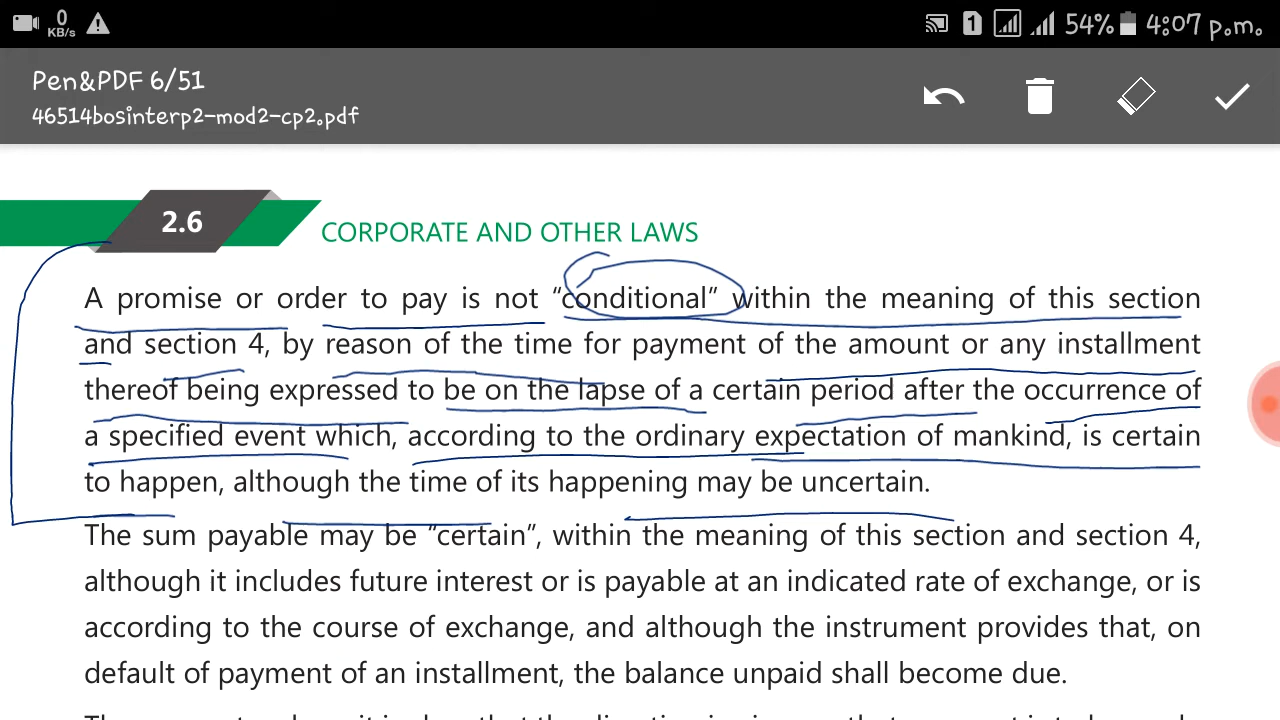 0
KB/s
1
54%
4:07 p.m.
Pen&PDF 6/51
46514bosinterp2-mod2-cp2.pdf
2.6
CORPORATE AND OTHER LAWS
A promise or order to pay is not “conditional” within the meaning of this section
and section 4, by reason of the time for payment of the amount or any installment
thereof being expressed to be on the lapse of a certain period after the occurrence of
a specified event which, according to the ordinary expectation of mankind, is certain
to happen, although the time of its happening may be uncertain.
The sum payable may be “certain”, within the meaning of this section and section 4,
although it includes future interest or is payable at an indicated rate of exchange, or is
according to the course of exchange, and although the instrument provides that, on
default of payment of an installment, the balance unpaid shall become due.